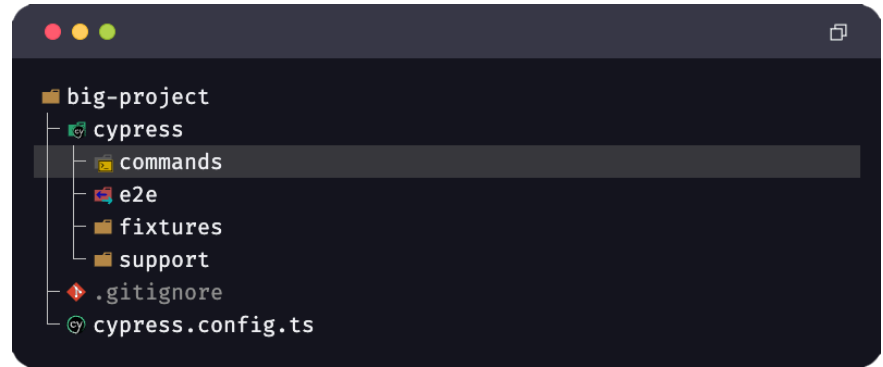 big-project
cypress
commands
e2e
fixtures
support
.gitignore
cypress.config.ts